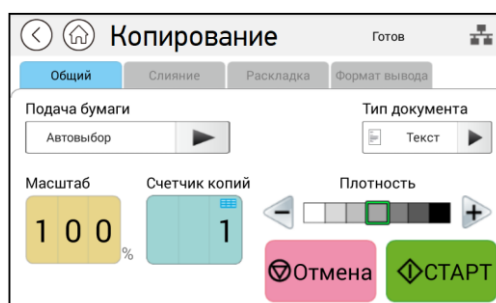 Копирование
Готов
Общий
Слияние
Раскладка
Формат вывода
Подача бумаги
Тип документа
Автовыбор
Текст
Масштаб
Счетчик копий
Плотность
100 %
1
Отмена
СТАРТ